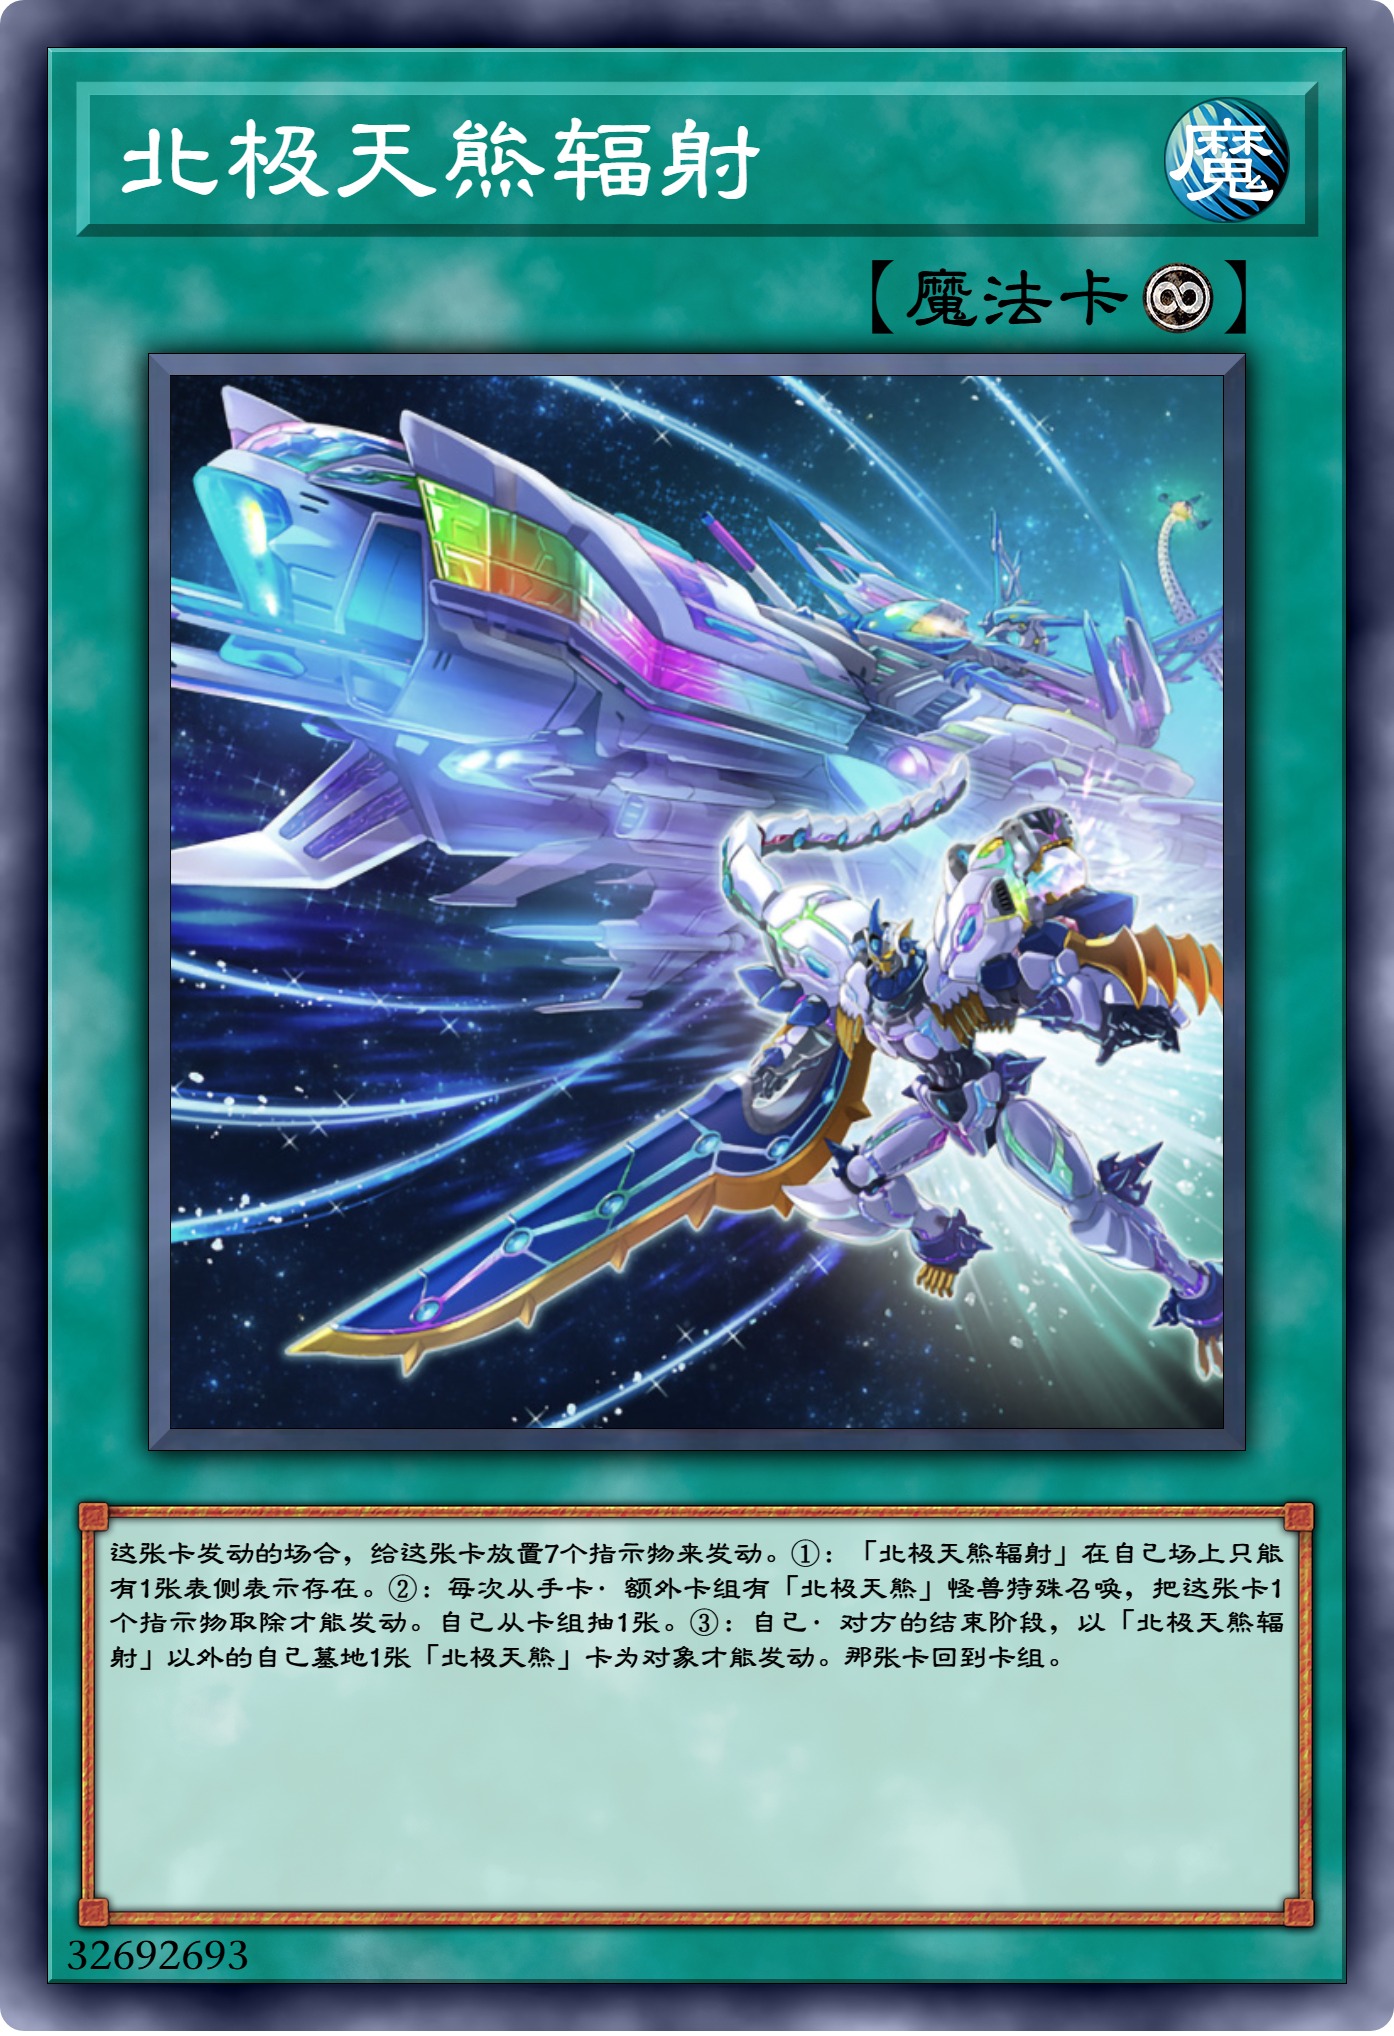 北极天熊辐射
魔
【魔法卡】
这张卡发动的场合，给这张卡放置7个指示物来发动。①：「北极天熊辐射」在自己场上只能
有1张表侧表示存在。②：每次从手卡·额外卡组有「北极天熊」怪兽特殊召唤，把这张卡1
个指示物取除才能发动。自己从卡组抽1张。③：自己·对方的结束阶段，以「北极天熊辐
射」以外的自己墓地1张「北极天熊」卡为对象才能发动。那张卡回到卡组。
32692693